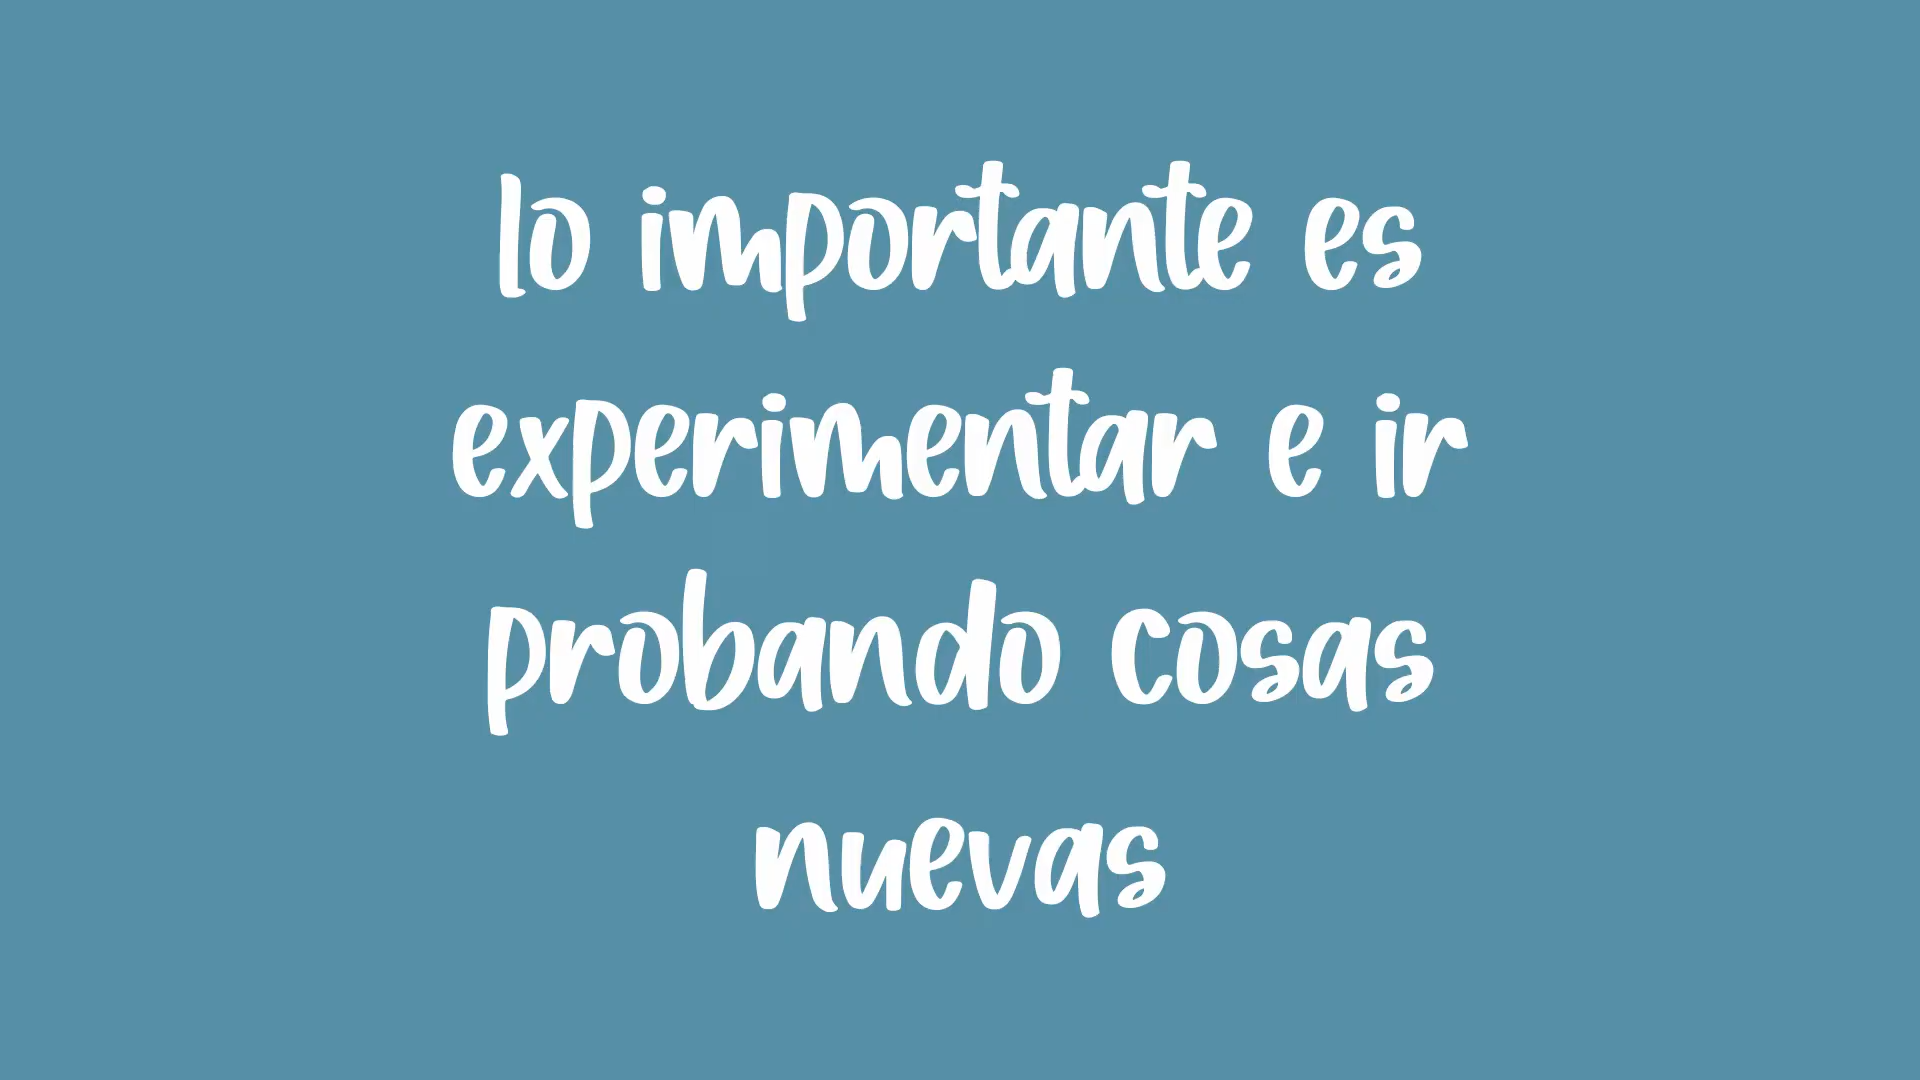 lo importante es
experimentar e ir
probando cosas
nuevas